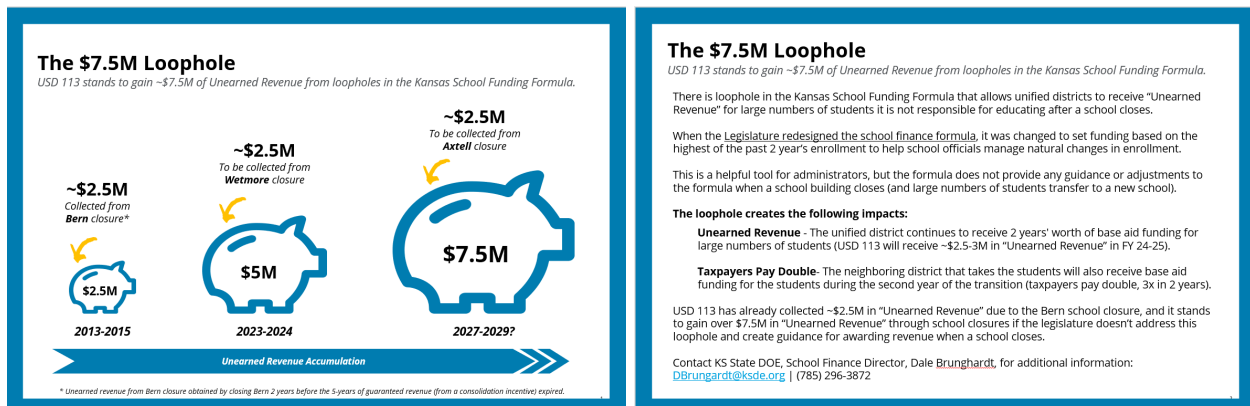 The $7.5M Loophole
USD 113 stands to gain ~$7.5M of Unearned Revenue from loopholes in the Kansas School Funding Formula.
~$2.5M
Collected from
Bern closure*
$2.5M
2013-2015
~$2.5M
To be collected from
Wetmore closure
$5M
2023-2024
~$2.5M
To be collected from
Axtell closure
$7.5M
2027-2029?
Unearned Revenue Accumulation
* Unearned revenue from Bern closure obtained by closing Bern 2 years before the 5-years of guaranteed revenue (from a consolidation incentive) expired.
The $7.5M Loophole
USD 113 stands to gain ~$7.5M of Unearned Revenue from loopholes in the Kansas School Funding Formula.
There is loophole in the Kansas School Funding Formula that allows unified districts to receive “Unearned
Revenue” for large numbers of students it is not responsible for educating after a school closes.
When the Legislature redesigned the school finance formula, it was changed to set funding based on the
highest of the past 2 year's enrollment to help school officials manage natural changes in enrollment.
This is a helpful tool for administrators, but the formula does not provide any guidance or adjustments to
the formula when a school building closes (and large numbers of students transfer to a new school).
The loophole creates the following impacts:
Unearned Revenue - The unified district continues to receive 2 years' worth of base aid funding for
large numbers of students (USD 113 will receive ~$2.5-3M in “Unearned Revenue” in FY 24-25).
Taxpayers Pay Double- The neighboring district that takes the students will also receive base aid
funding for the students during the second year of the transition (taxpayers pay double, 3x in 2 years).
USD 113 has already collected ~$2.5M in “Unearned Revenue” due to the Bern school closure, and it stands
to gain over $7.5M in “Unearned Revenue” through school closures if the legislature doesn’t address this
loophole and create guidance for awarding revenue when a school closes.
Contact KS State DOE, School Finance Director, Dale Brunghardt, for additional information:
DBrungardt@ksde.org | (785) 296-3872